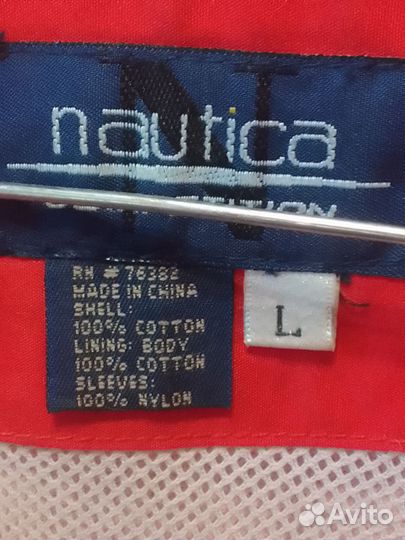 nautica
RN # 76382
MADE IN CHINA
SHELL:
100% COTTON
LINING: BODY
100% COTTON
SLEEVES:
100% NYLON
L
Avito